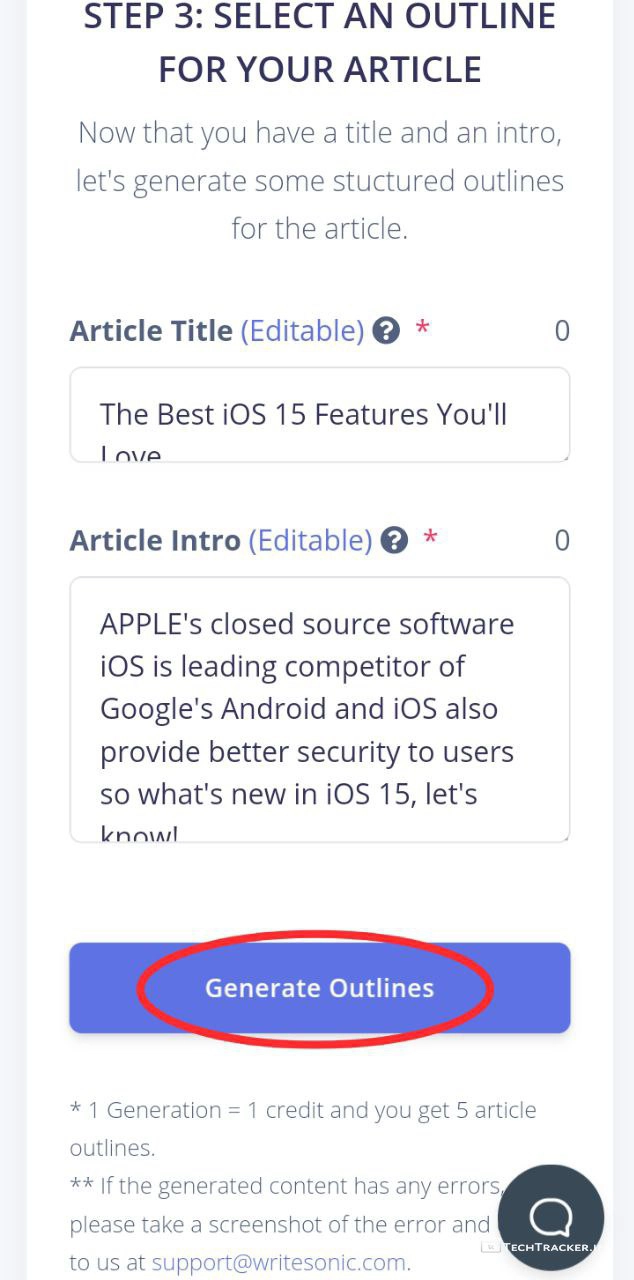 STEP 3: SELECT AN OUTLINE
FOR YOUR ARTICLE
Now that you have a title and an intro,
let's generate some stuctured outlines
for the article.
Article Title (Editable) ? * 0
The Best iOS 15 Features You'll
Love
Article Intro (Editable) ? * 0
APPLE's closed source software
iOS is leading competitor of
Google's Android and iOS also
provide better security to users
so what's new in iOS 15, let's
know!
Generate Outlines
* 1 Generation = 1 credit and you get 5 article
outlines.
** If the generated content has any errors,
please take a screenshot of the error and
to us at support@writesonic.com.
TECHTRACKER.